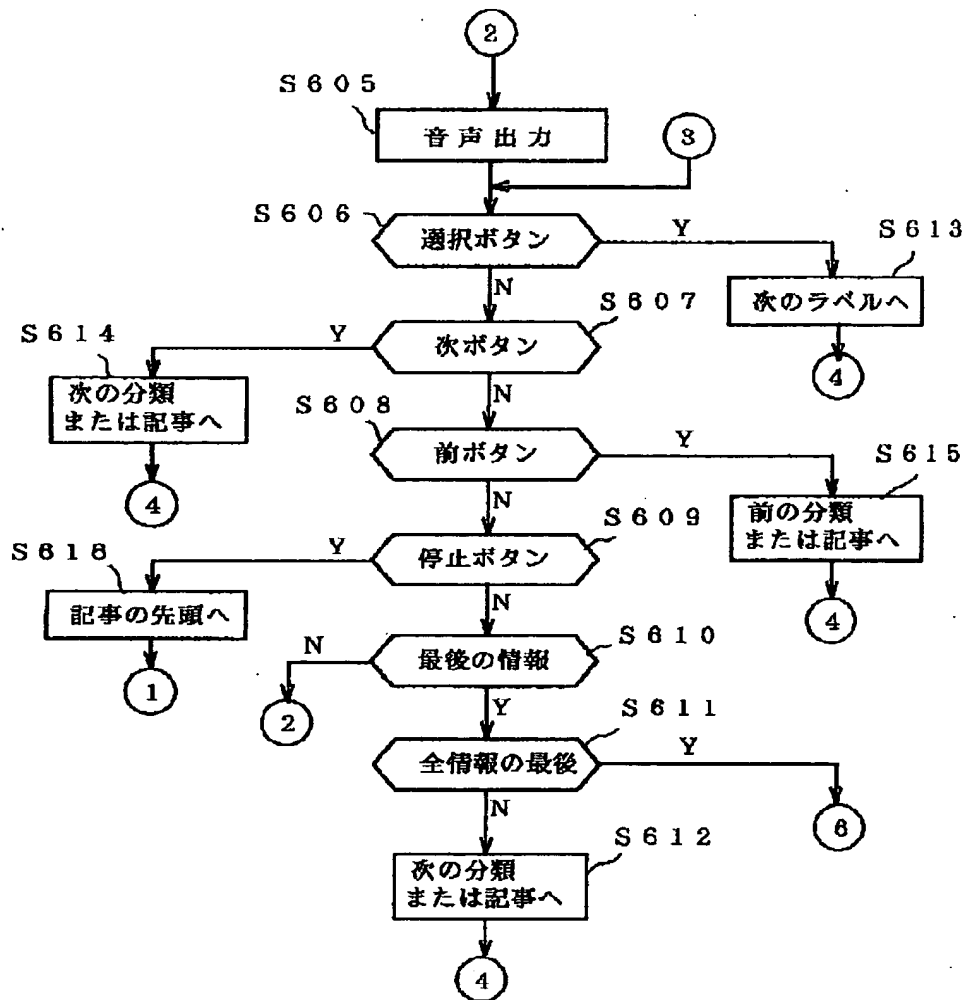 ②
S605
音声出力
③
S606
選択ボタン
Y
S613
N
次のラベルへ
S607
④
S614
Y
次ボタン
次の分類
または記事へ
N
S608
④
前ボタン
Y
S615
N
前の分類
または記事へ
S609
④
S616
Y
停止ボタン
記事の先頭へ
N
①
S610
N
最後の情報
②
Y
S611
全情報の最後
Y
N
⑥
S612
次の分類
または記事へ
④